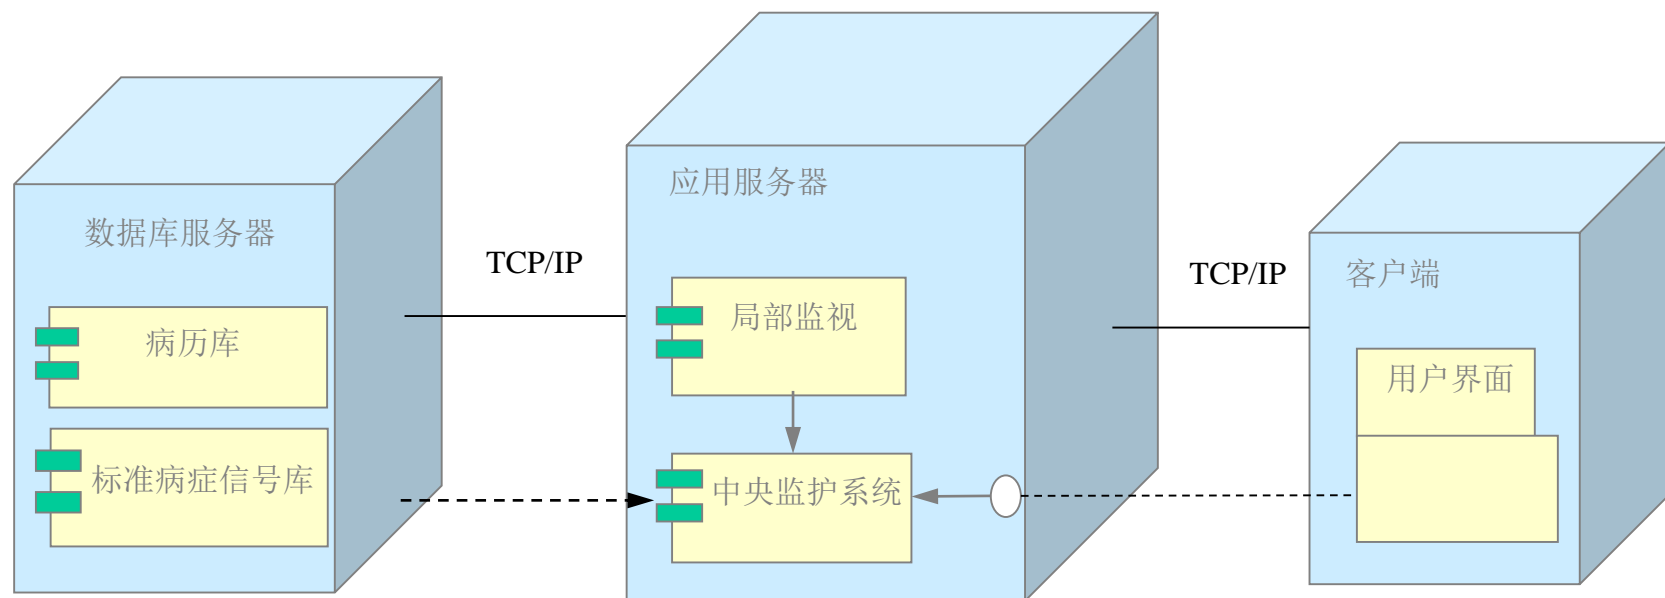 数据库服务器
病历库
标准病症信号库
TCP/IP
应用服务器
局部监视
中央监护系统
TCP/IP
客户端
用户界面